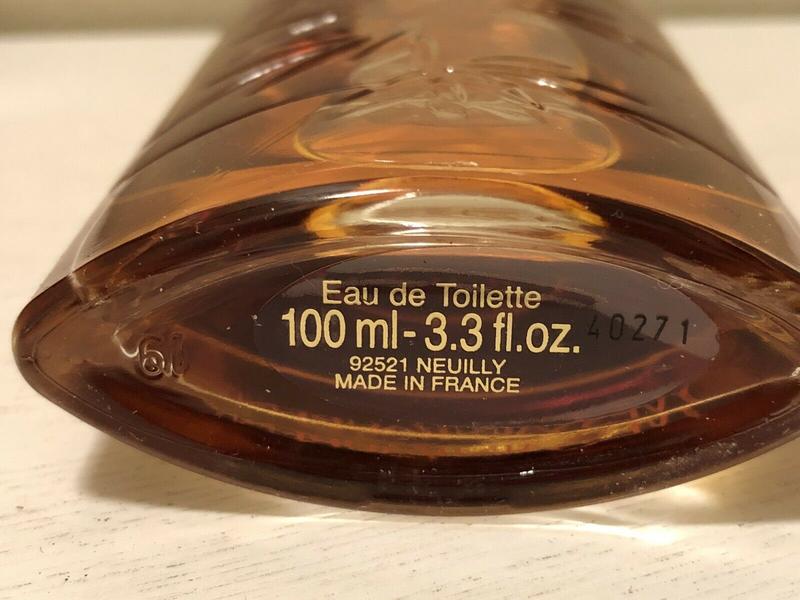 Eau de Toilette
100 ml - 3.3 fl.oz.
40271
92521 NEUILLY
MADE IN FRANCE